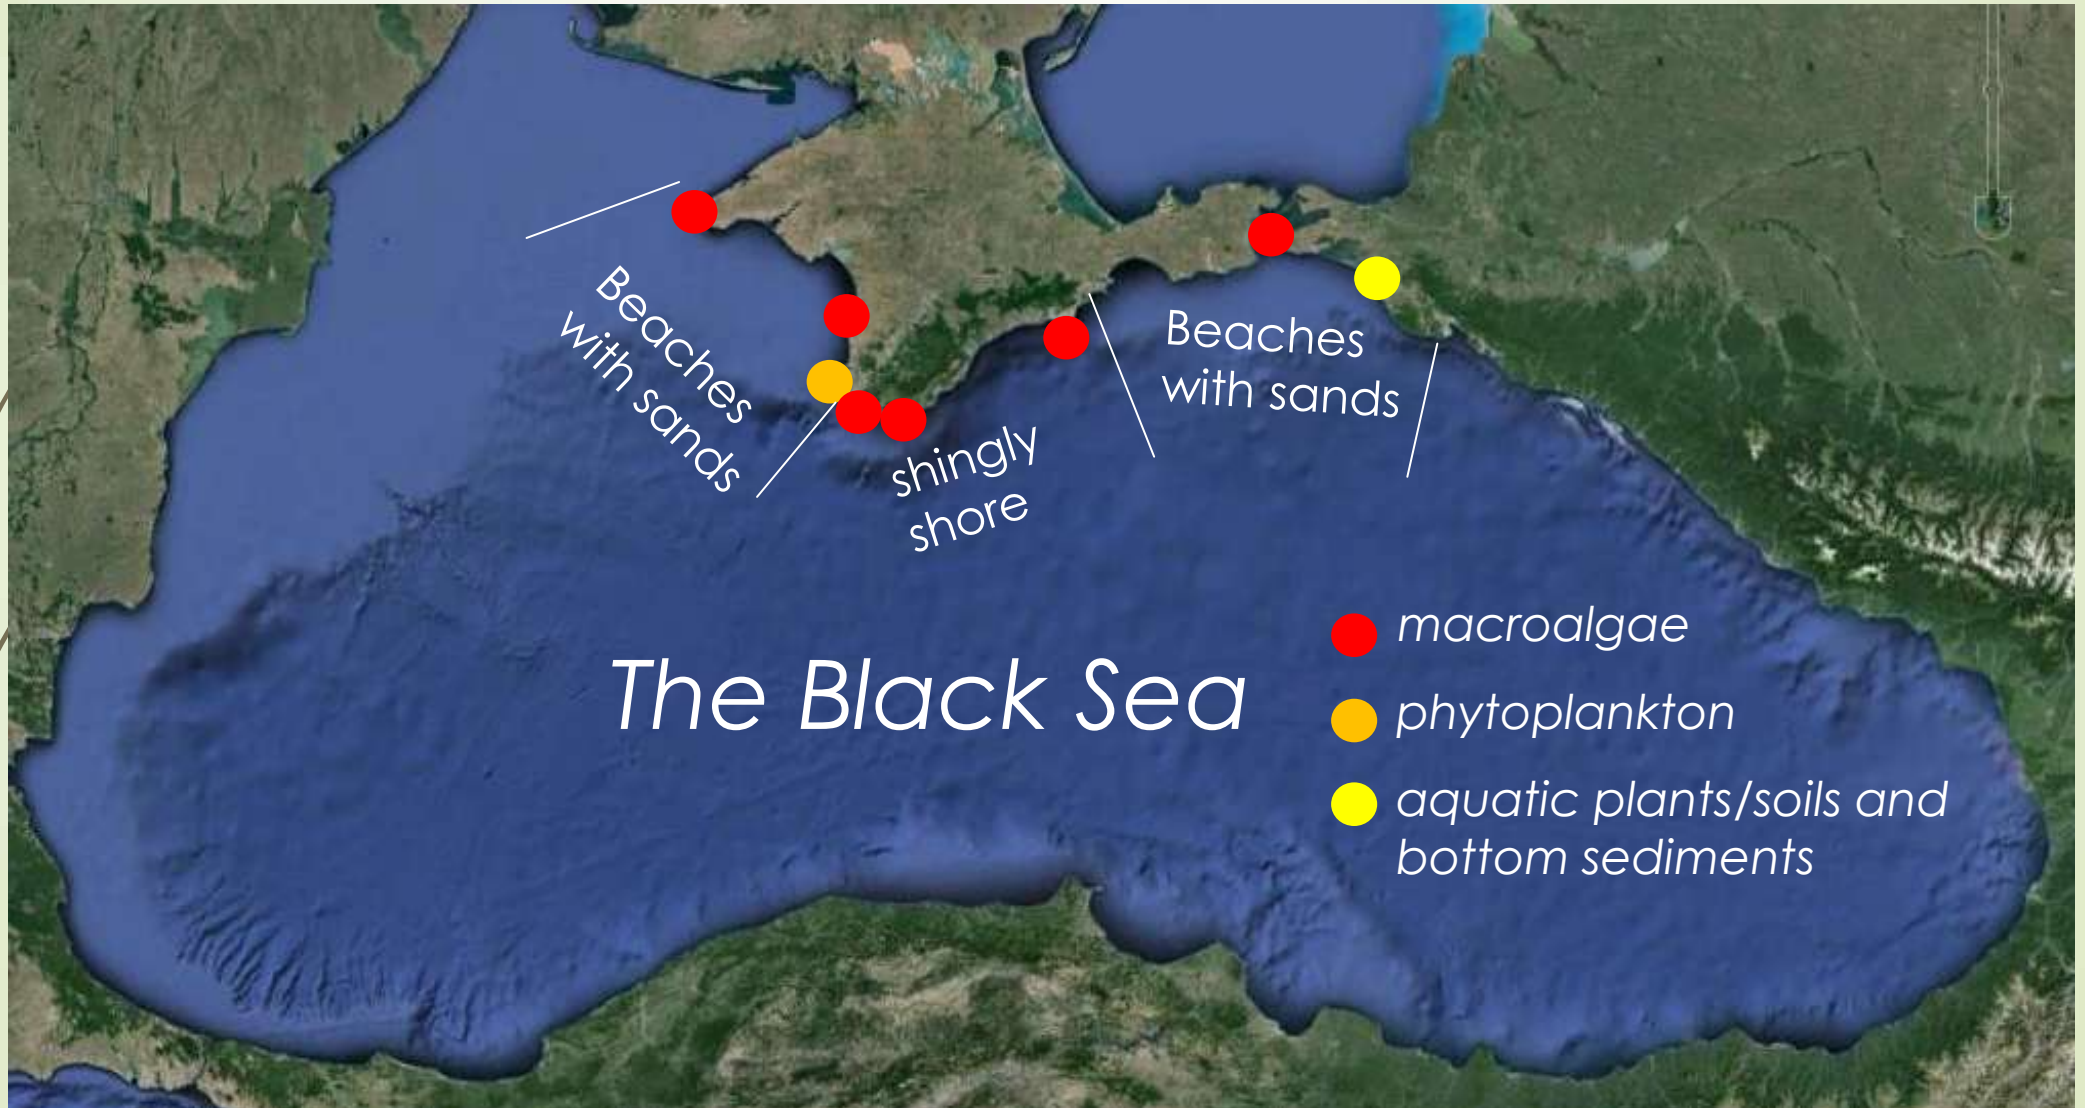 Beaches
with sands
shingly
shore
Beaches
with sands
The Black Sea
macroalgae
phytoplankton
aquatic plants/soils and
bottom sediments